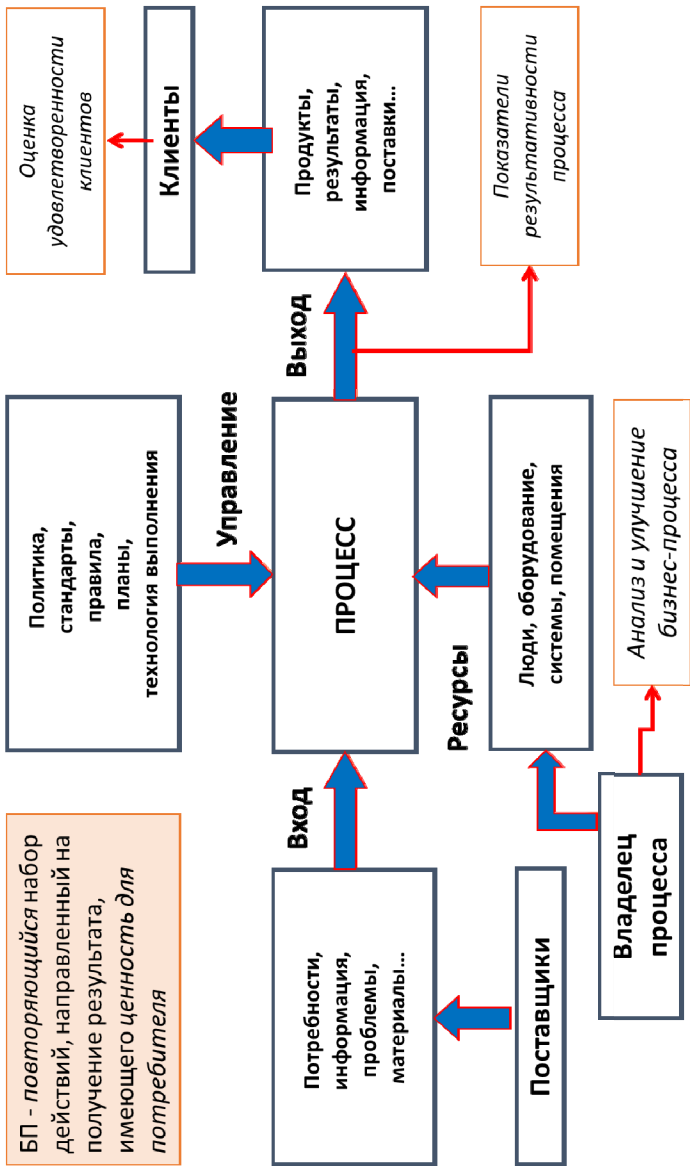 БП - повторяющийся набор
действий, направленный на
получение результата,
имеющего ценность для
потребителя
Политика,
стандарты,
правила,
планы,
технология выполнения
Оценка
удовлетворенности
клиентов
Клиенты
Управление
Потребности,
информация,
проблемы,
материалы...
Вход
ПРОЦЕСС
Выход
Продукты,
результаты,
информация,
поставки...
Ресурсы
Поставщики
Люди, оборудование,
системы, помещения
Показатели
результативности
процесса
Владелец
процесса
Анализ и улучшение
бизнес-процесса